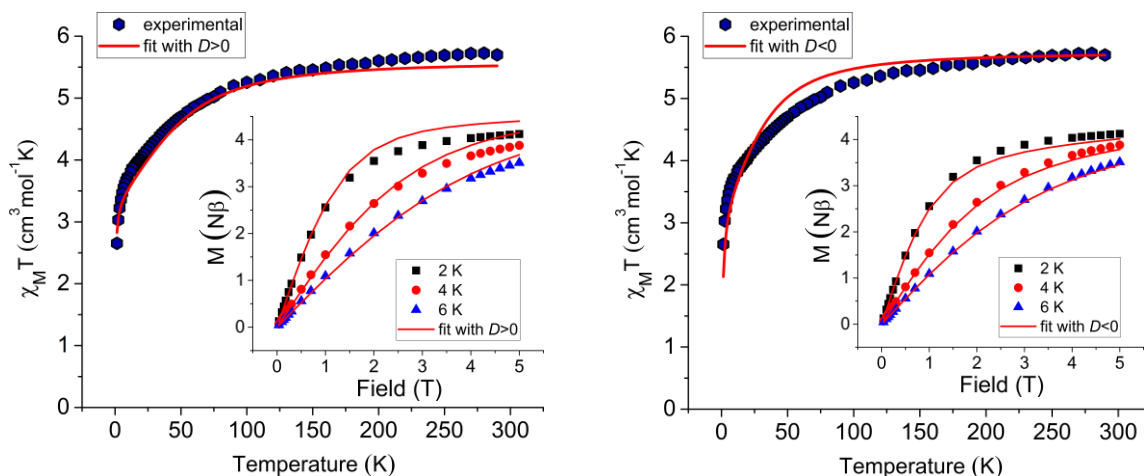 experimental
fit with D>0
6
5
4
3
2
1
0
χMT (cm³mol⁻¹K)
0 50 100 150 200 250 300
Temperature (K)
4
3
2
1
0
M (Nβ)
2 K
4 K
6 K
fit with D>0
0 1 2 3 4 5
Field (T)
experimental
fit with D<0
6
5
4
3
2
1
0
χMT (cm³mol⁻¹K)
0 50 100 150 200 250 300
Temperature (K)
4
3
2
1
0
M (Nβ)
2 K
4 K
6 K
fit with D<0
0 1 2 3 4 5
Field (T)